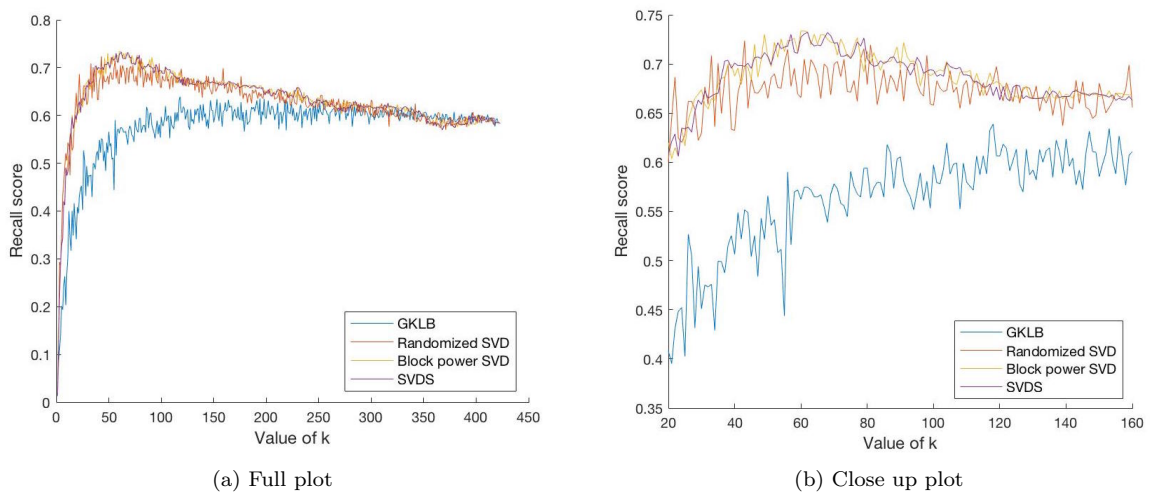 0.8
0.7
0.6
0.5
0.4
0.3
0.2
0.1
0
Recall score
0 50 100 150 200 250 300 350 400 450
Value of k
GKLB
Randomized SVD
Block power SVD
SVDS
(a) Full plot
0.75
0.7
0.65
0.6
0.55
0.5
0.45
0.4
0.35
Recall score
20 40 60 80 100 120 140 160
Value of k
GKLB
Randomized SVD
Block power SVD
SVDS
(b) Close up plot